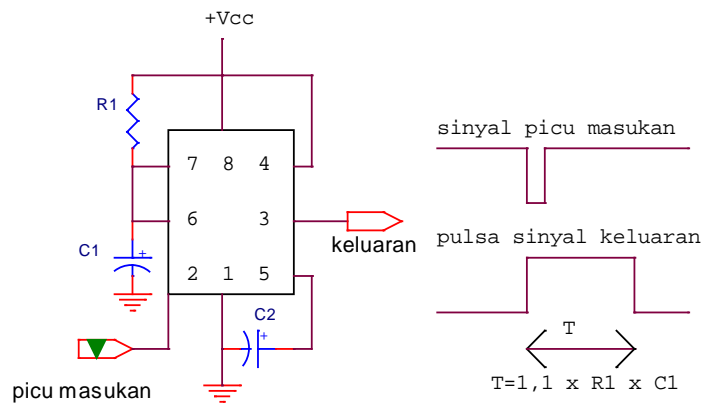 +Vcc
R1
7 8 4
6 3
keluaran
C1 +
2 1 5
C2
+
picu masukan
sinyal picu masukan
pulsa sinyal keluaran
T
T=1,1 x R1 x C1